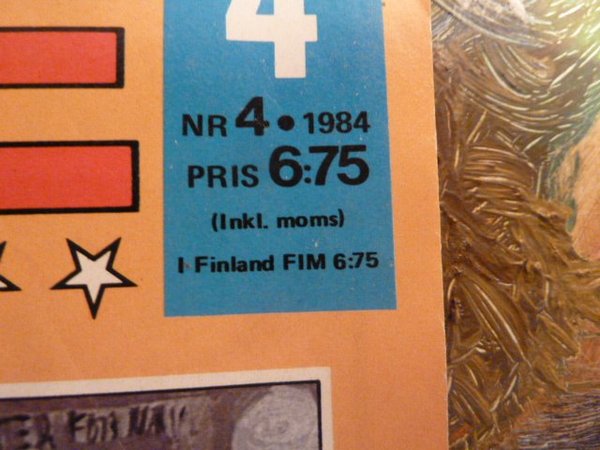 4
NR 4 • 1984
PRIS 6:75
(Inkl. moms)
I Finland FIM 6:75